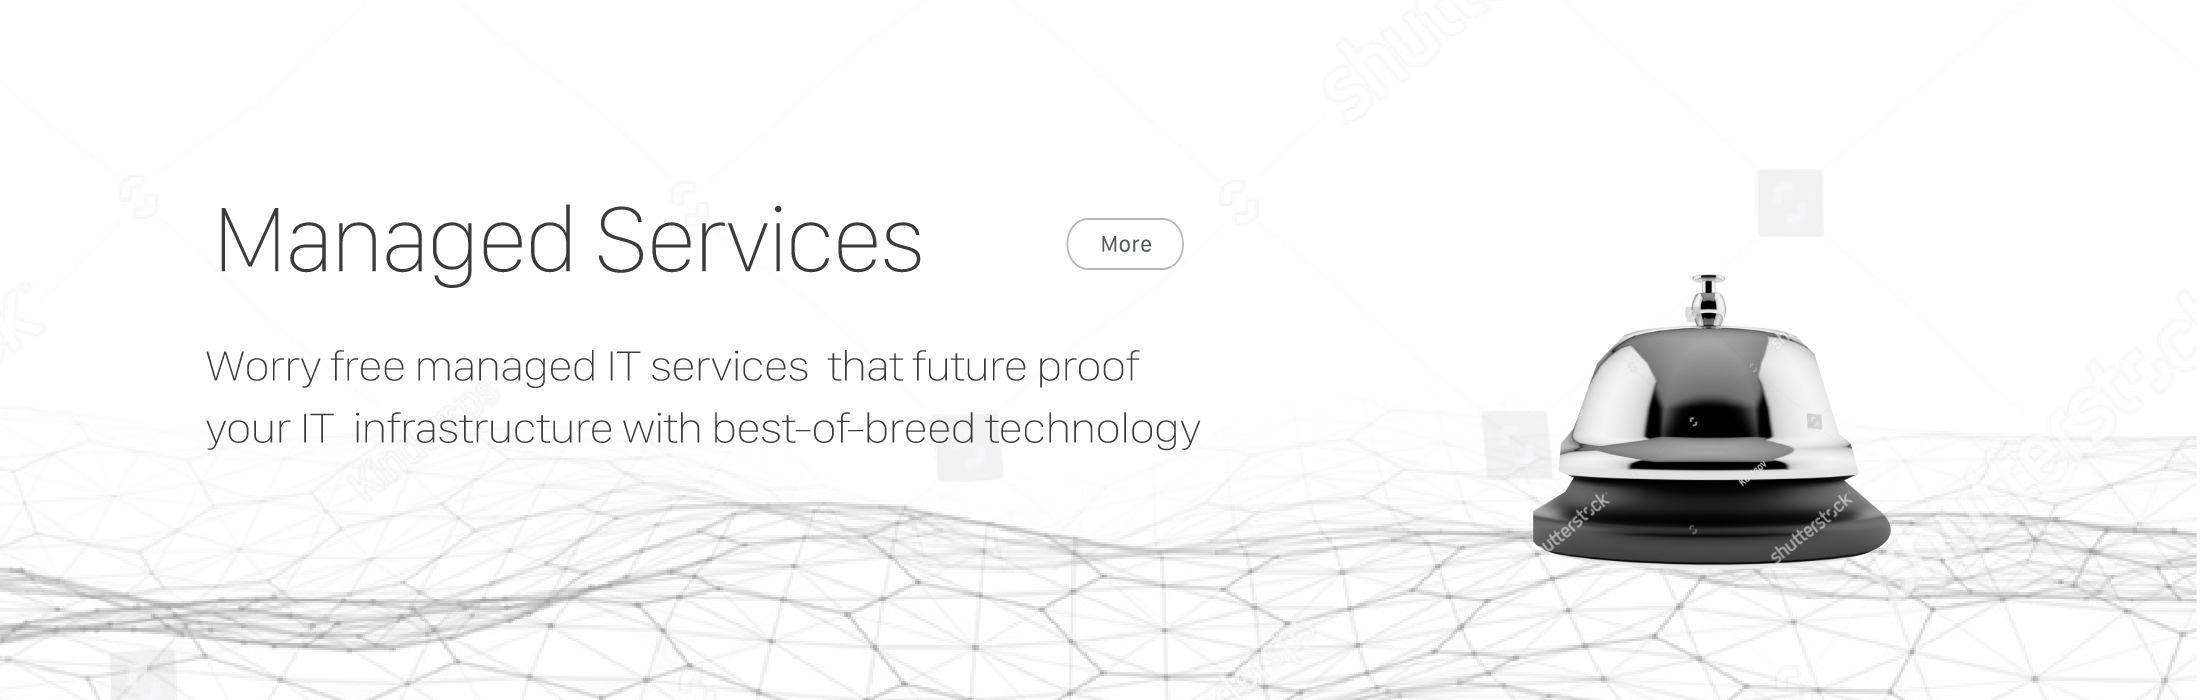 shutterstock
Managed Services
More
Worry free managed IT services that future proof
your IT infrastructure with best-of-breed technology
shutterstock
shutterstock